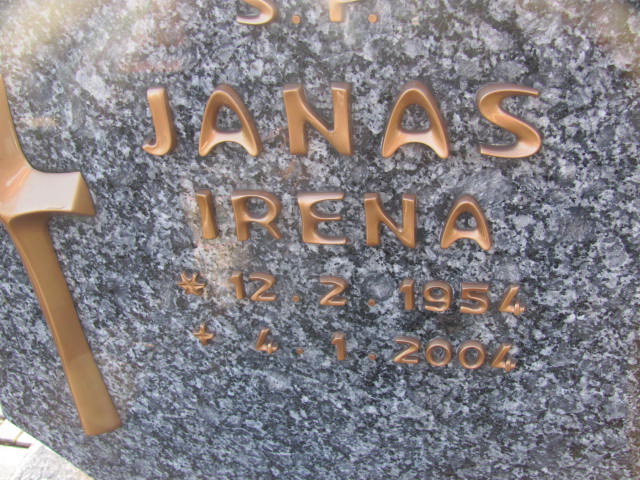 S.P.
JANAS
IRENA
* 12.2.1954
+ 4.1.2004